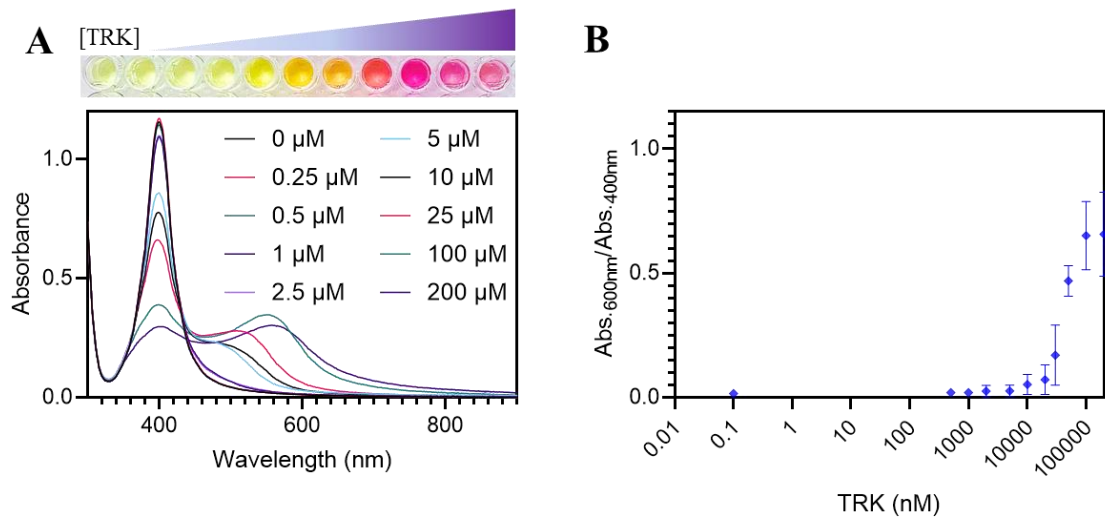 A
[TRK]
1.0
0.5
0.0
Absorbance
0 µM
0.25 µM
0.5 µM
1 µM
2.5 µM
5 µM
10 µM
25 µM
100 µM
200 µM
400
600
800
Wavelength (nm)
B
1.0
0.5
0.0
Abs.600nm/Abs.400nm
0.01
0.1
1
10
100
1000
10000
100000
TRK (nM)